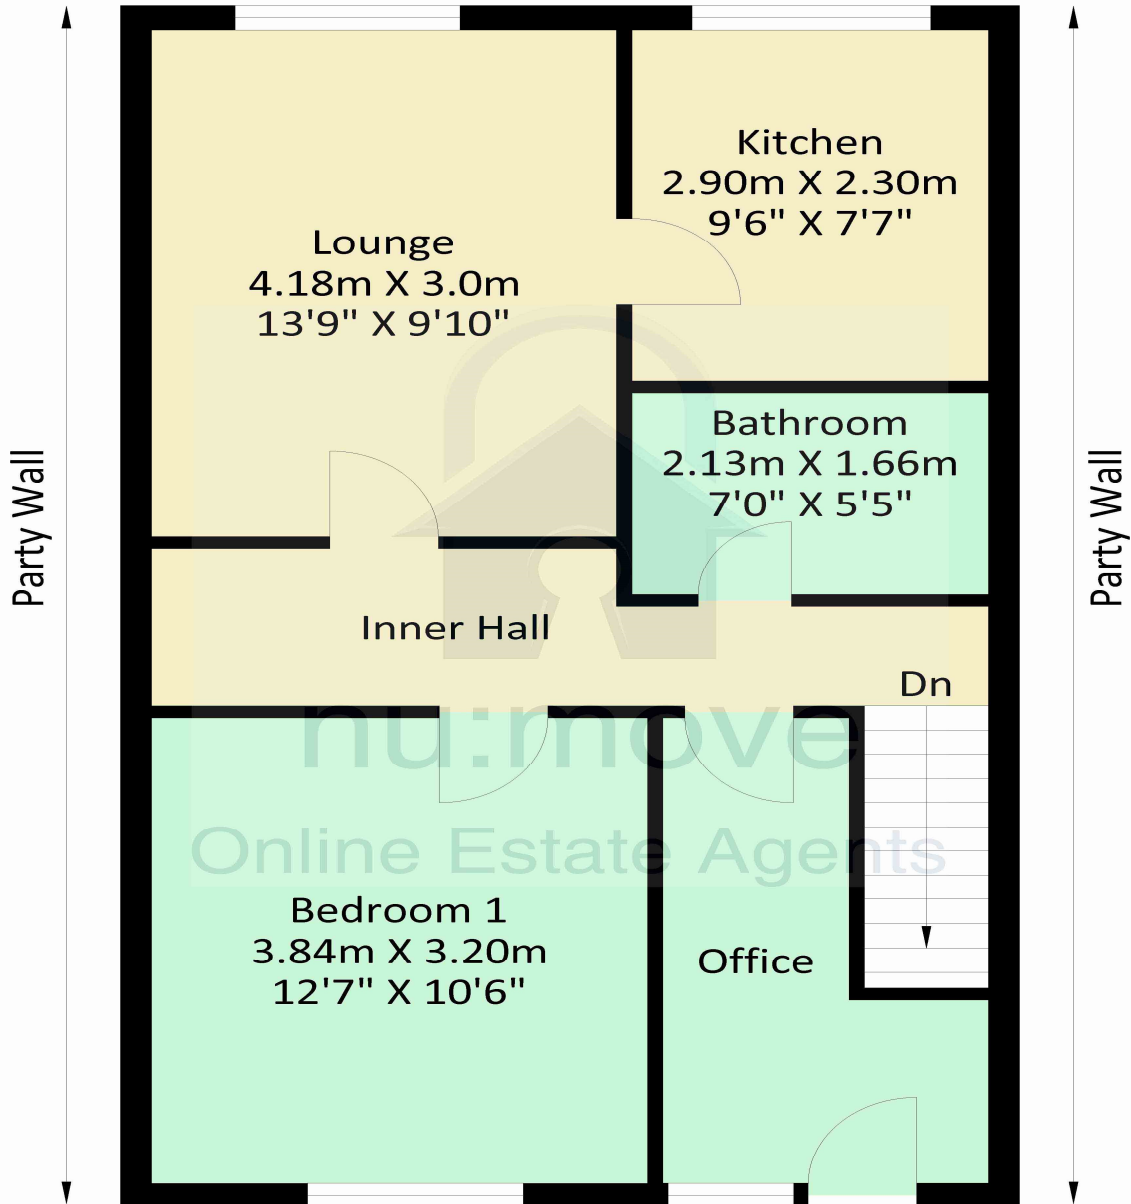 Kitchen
2.90m X 2.30m
9'6" X 7'7"
Lounge
4.18m X 3.0m
13'9" X 9'10"
Bathroom
2.13m X 1.66m
7'0" X 5'5"
Party Wall
Party Wall
Inner Hall
Dn
nu:move
Online Estate Agents
Bedroom 1
3.84m X 3.20m
12'7" X 10'6"
Office